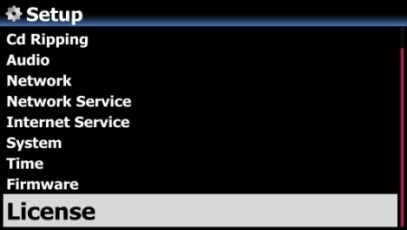 Setup
Cd Ripping
Audio
Network
Network Service
Internet Service
System
Time
Firmware
License